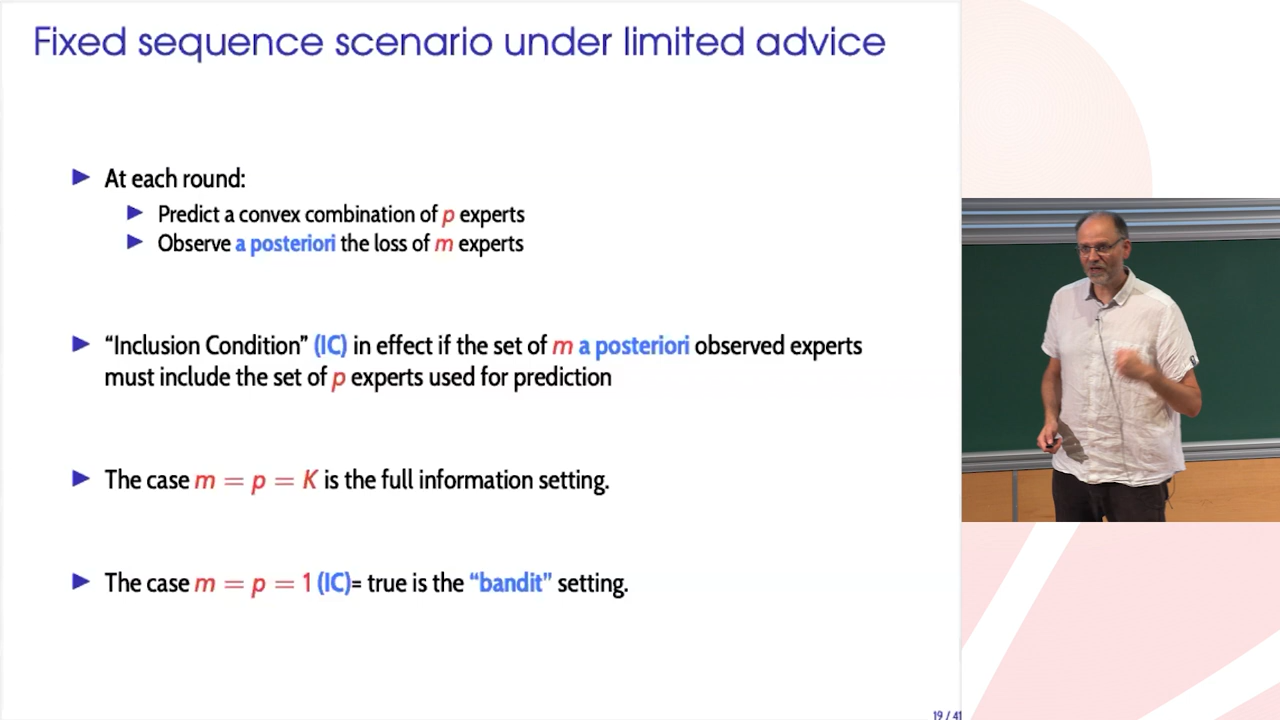 Fixed sequence scenario under limited advice
► At each round:
► Predict a convex combination of p experts
► Observe a posteriori the loss of m experts
► “Inclusion Condition” (IC) in effect if the set of m a posteriori observed experts
must include the set of p experts used for prediction
► The case m = p = K is the full information setting.
► The case m = p = 1 (IC)= true is the “bandit” setting.
19 / 41